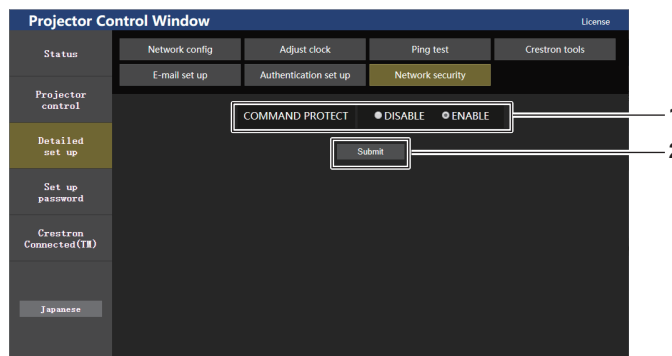 Projector Control Window License
Status
Network config Adjust clock Ping test Crestron tools
E-mail set up Authentication set up Network security
Projector
control
COMMAND PROTECT DISABLE ENABLE 1
Detailed
set up
Submit 2
Set up
password
Crestron
Connected(TM)
Japanese